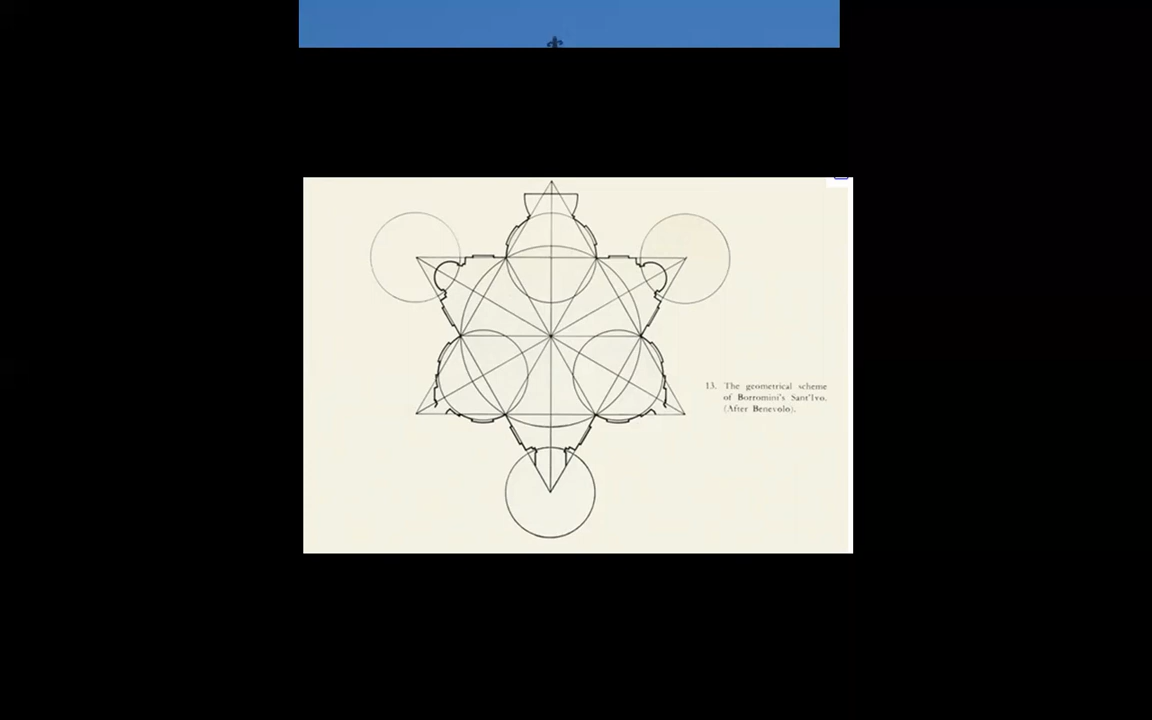 13. The geometrical scheme
of Borromini's Sant'Ivo.
(After Benevolo).